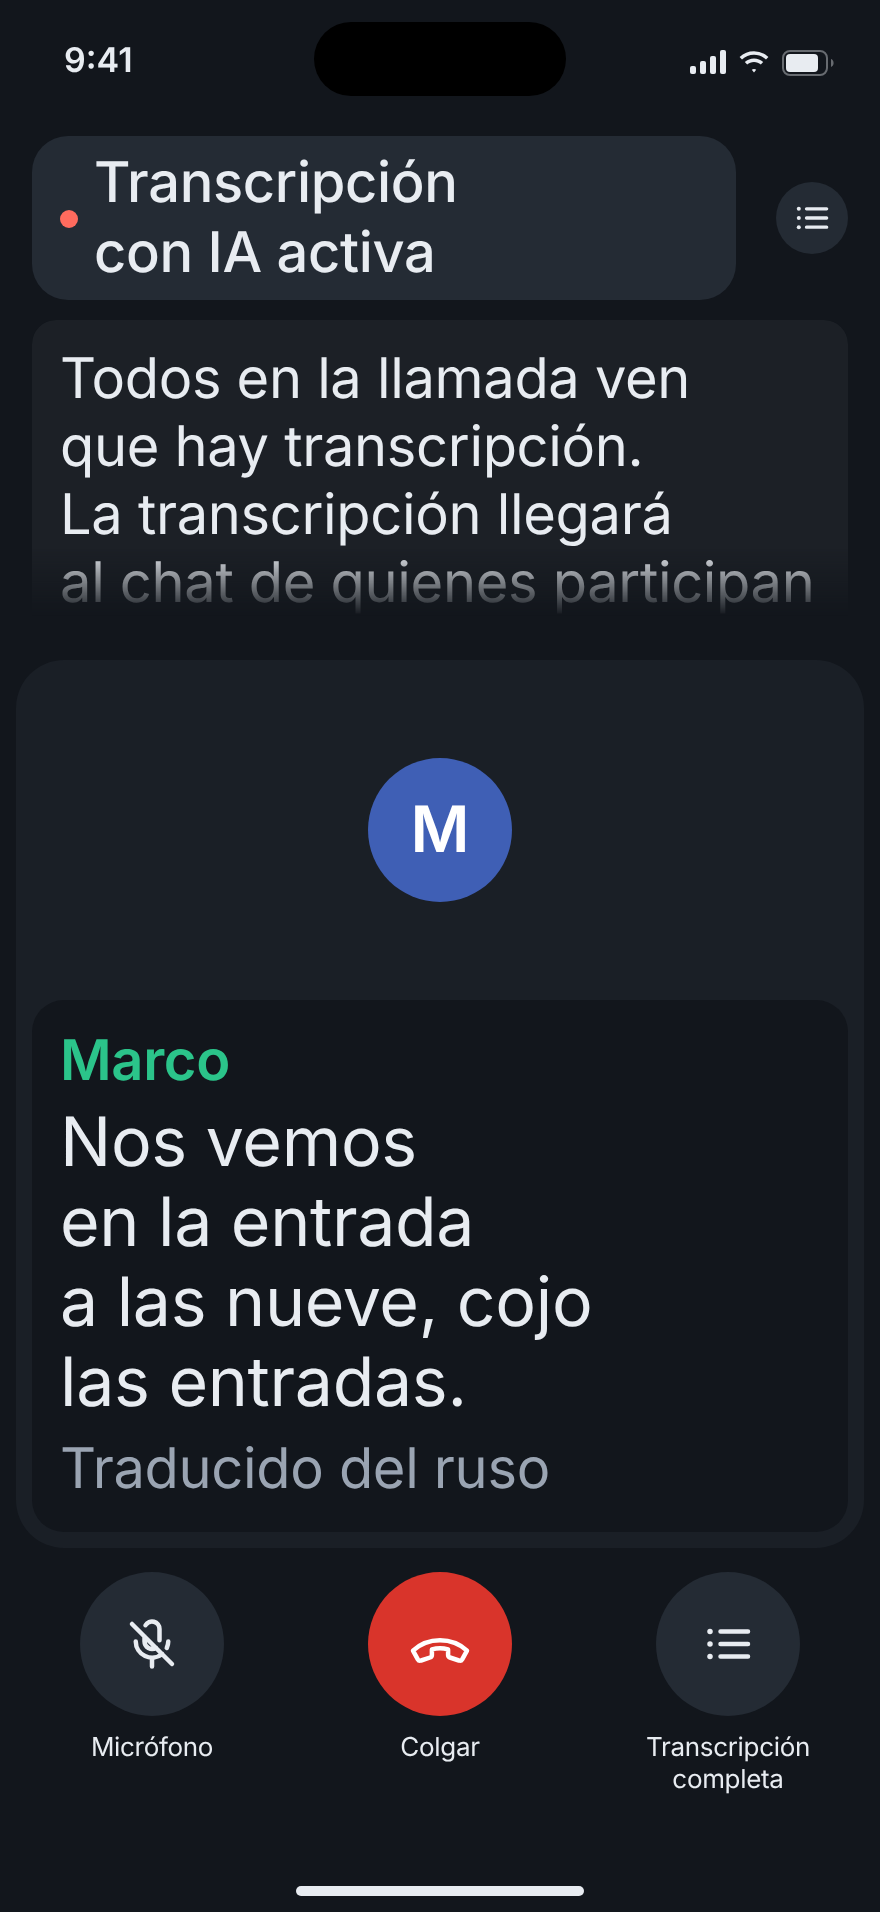 9:41
Transcripción
con IA activa
Todos en la llamada ven
que hay transcripción.
La transcripción llegará
al chat de quienes participan
M
Marco
Nos vemos
en la entrada
a las nueve, cojo
las entradas.
Traducido del ruso
Micrófono
Colgar
Transcripción
completa